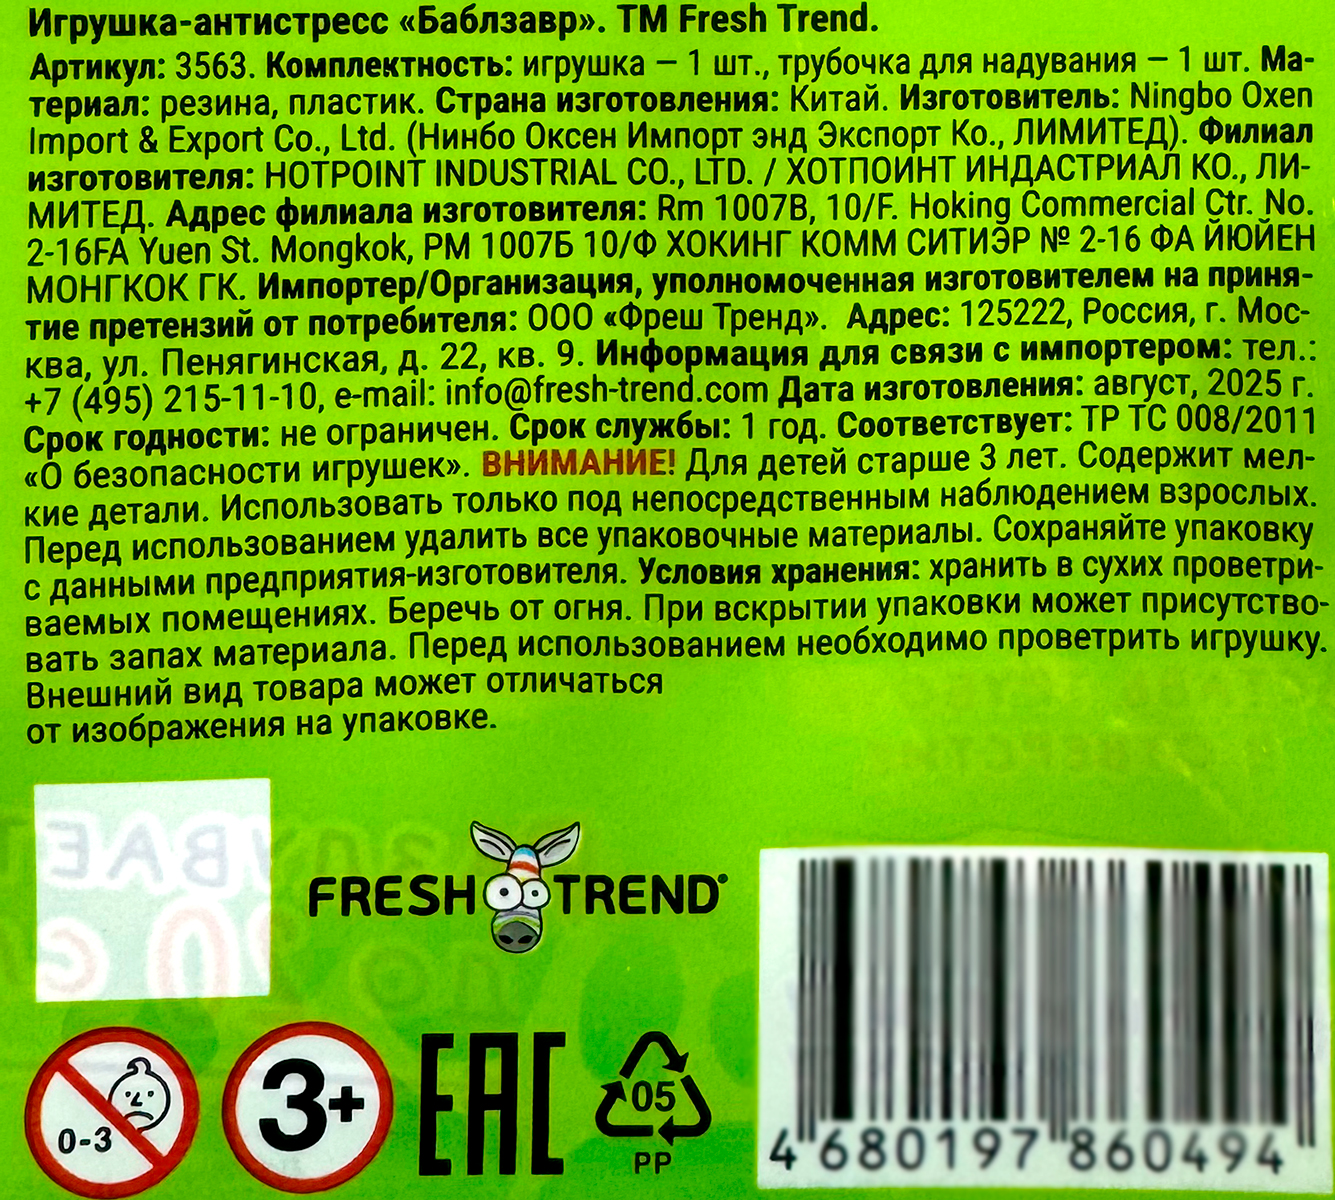 Игрушка-антистресс «Баблзавр». ТМ Fresh Trend.
Артикул: 3563. Комплектность: игрушка – 1 шт., трубочка для надувания – 1 шт. Ма-
териал: резина, пластик. Страна изготовления: Китай. Изготовитель: Ningbo Oxen
Import & Export Co., Ltd. (Нинбо Оксен Импорт энд Экспорт Ко., ЛИМИТЕД). Филиал
изготовителя: HOTPOINT INDUSTRIAL CO., LTD. / ХОТПОИНТ ИНДАСТРИАЛ КО., ЛИ-
МИТЕД. Адрес филиала изготовителя: Rm 1007B, 10/F. Hoking Commercial Ctr. No.
2-16FA Yuen St. Mongkok, РМ 1007Б 10/Ф ХОКИНГ КОММ СИТИЭР № 2-16 ФА ЙЮЙЕН
МОНГКОК ГК. Импортер/Организация, уполномоченная изготовителем на приня-
тие претензий от потребителя: ООО «Фреш Тренд». Адрес: 125222, Россия, г. Мос-
ква, ул. Пенягинская, д. 22, кв. 9. Информация для связи с импортером: тел.:
+7 (495) 215-11-10, e-mail: info@fresh-trend.com Дата изготовления: август, 2025 г.
Срок годности: не ограничен. Срок службы: 1 год. Соответствует: ТР ТС 008/2011
«О безопасности игрушек». ВНИМАНИЕ! Для детей старше 3 лет. Содержит мел-
кие детали. Использовать только под непосредственным наблюдением взрослых.
Перед использованием удалить все упаковочные материалы. Сохраняйте упаковку
с данными предприятия-изготовителя. Условия хранения: хранить в сухих проветри-
ваемых помещениях. Беречь от огня. При вскрытии упаковки может присутство-
вать запах материала. Перед использованием необходимо проветрить игрушку.
Внешний вид товара может отличаться
от изображения на упаковке.
FRESH TREND®
0-3
3+
EAC
05
PP
4 680197 860494